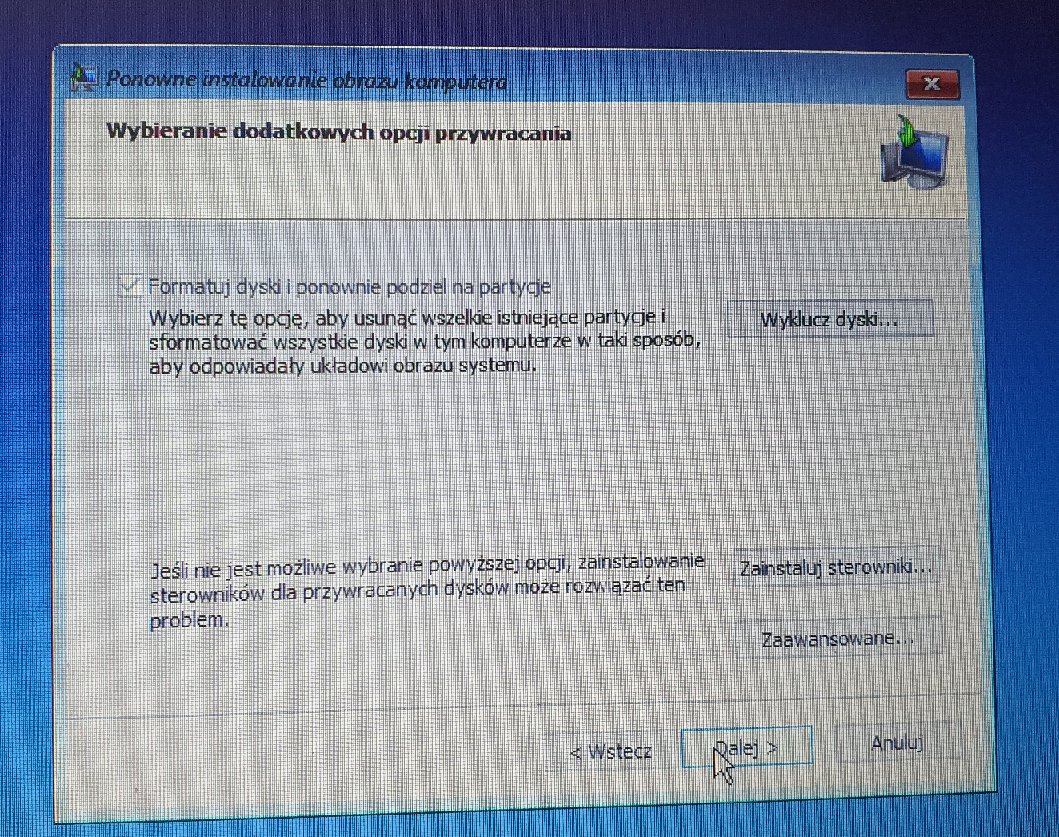 Ponowne instalowanie obrazu komputera
Wybieranie dodatkowych opcji przywracania
Formatuj dyski i ponownie podziel na partycje
Wybierz tę opcję, aby usunąć wszelkie istniejące partycje i
sformatować wszystkie dyski w tym komputerze w taki sposób,
aby odpowiadały układowi obrazu systemu.
Wyklucz dyski...
Jeśli nie jest możliwe wybranie powyższej opcji, zainstalowanie
sterowników dla przywracanych dysków może rozwiązać ten
problem.
Zainstaluj sterowniki...
Zaawansowane...
< Wstecz
Dalej >
Anuluj